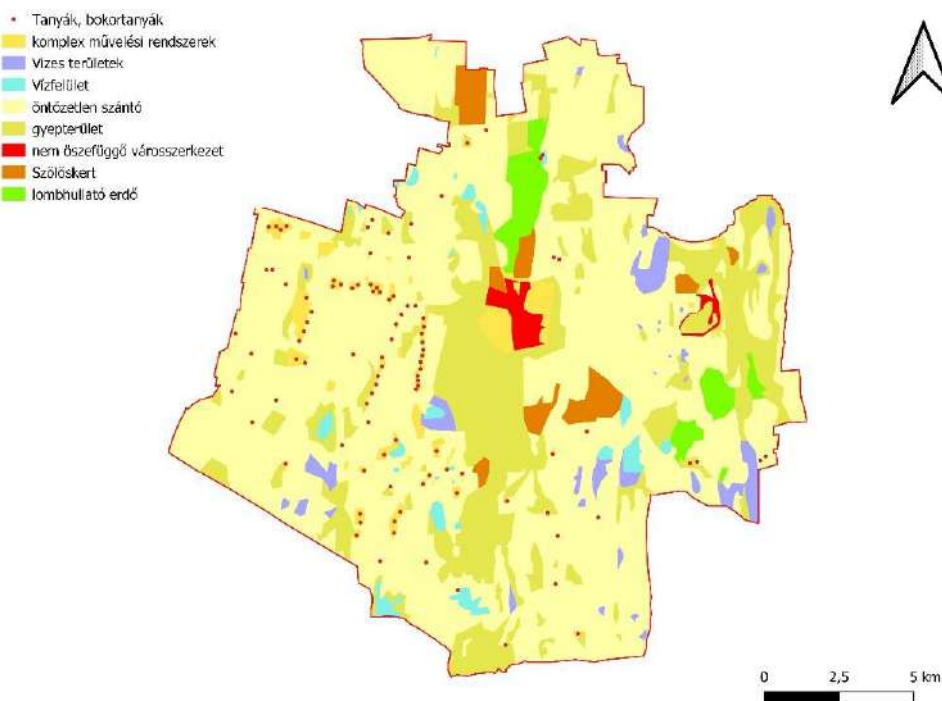 Tanyák, bokortanyák
komplex művelési rendszerek
Vizes területek
Vízfelület
öntözetlen szántó
gyepterület
nem öszefüggő városszerkezet
Szőlőskert
lombhullató erdő
0 2,5 5 km